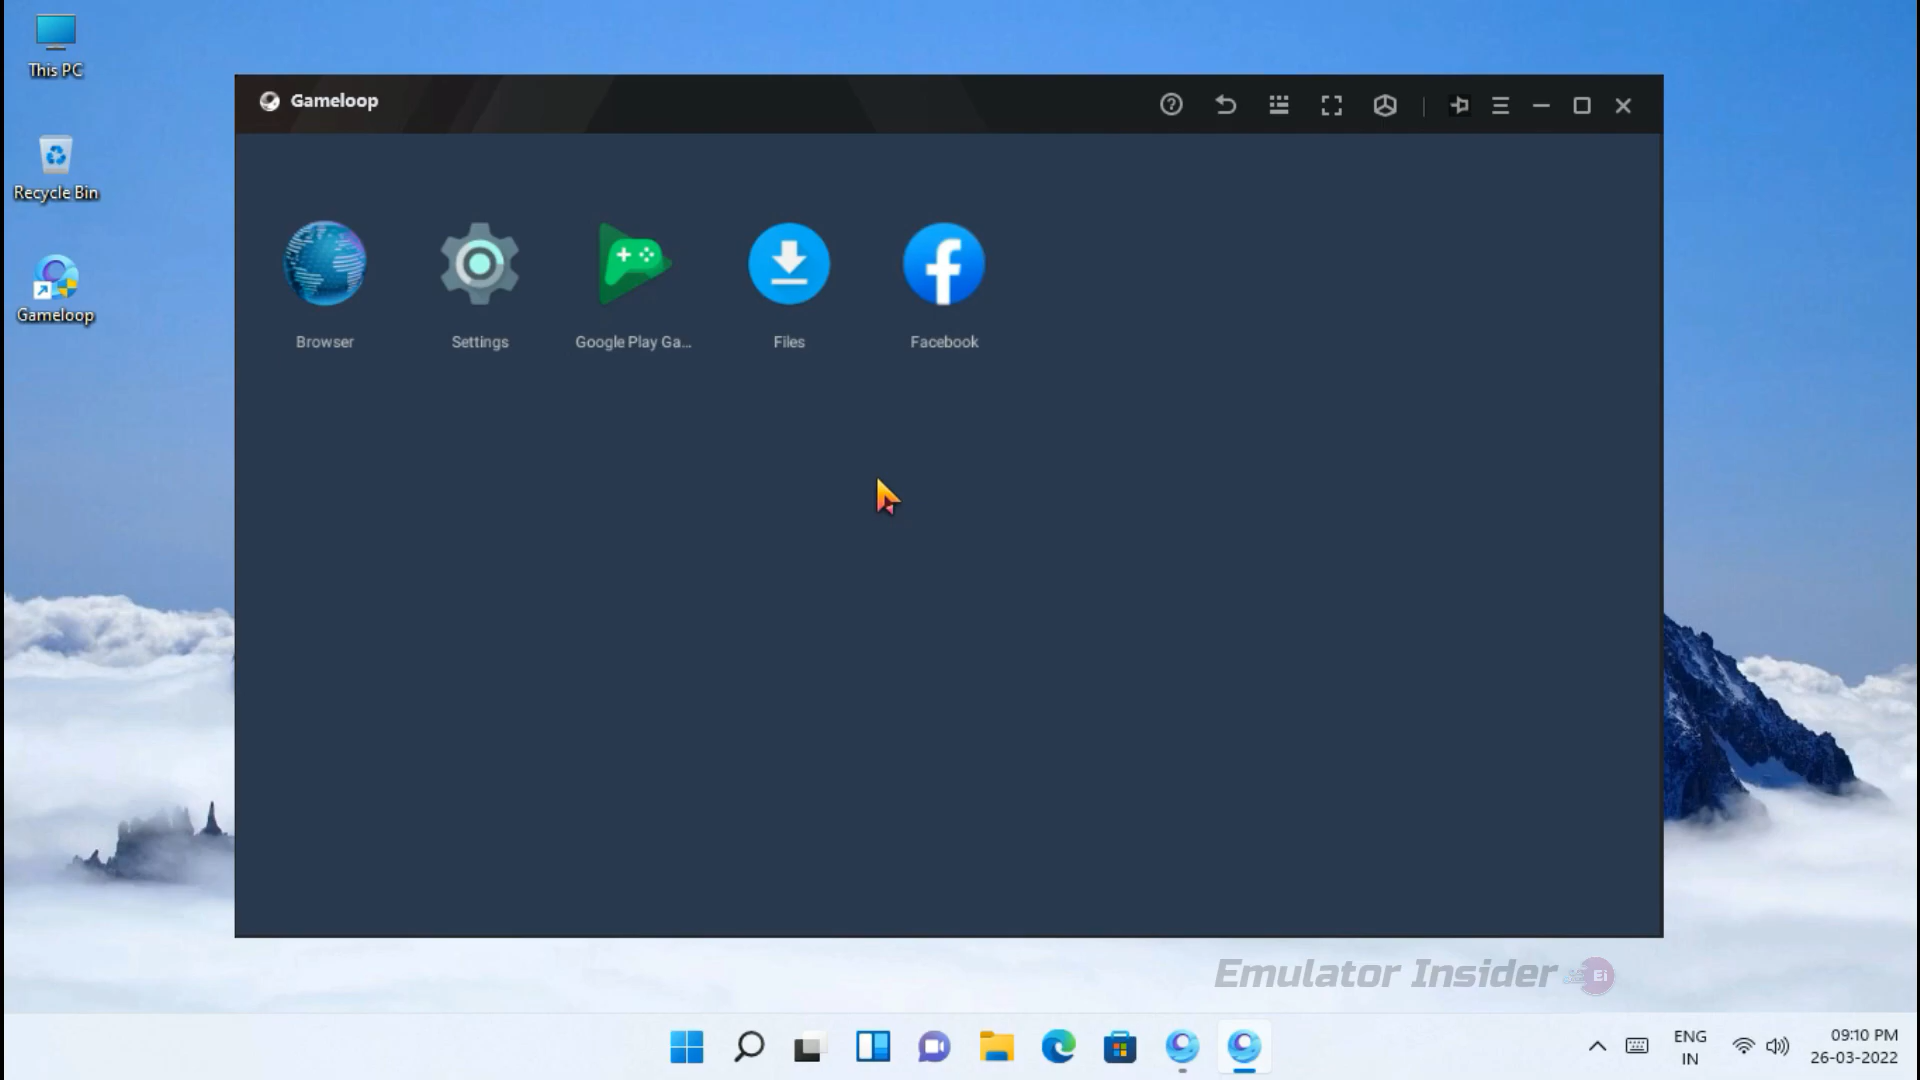 This PC
Recycle Bin
Gameloop
Gameloop
Browser
Settings
Google Play Ga...
Files
Facebook
Emulator Insider
Ei
ENG
IN
09:10 PM
26-03-2022